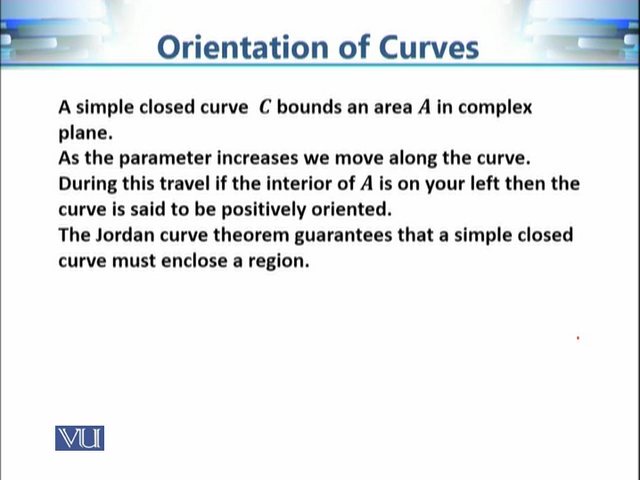 Orientation of Curves
A simple closed curve C bounds an area A in complex
plane.
As the parameter increases we move along the curve.
During this travel if the interior of A is on your left then the
curve is said to be positively oriented.
The Jordan curve theorem guarantees that a simple closed
curve must enclose a region.
VU